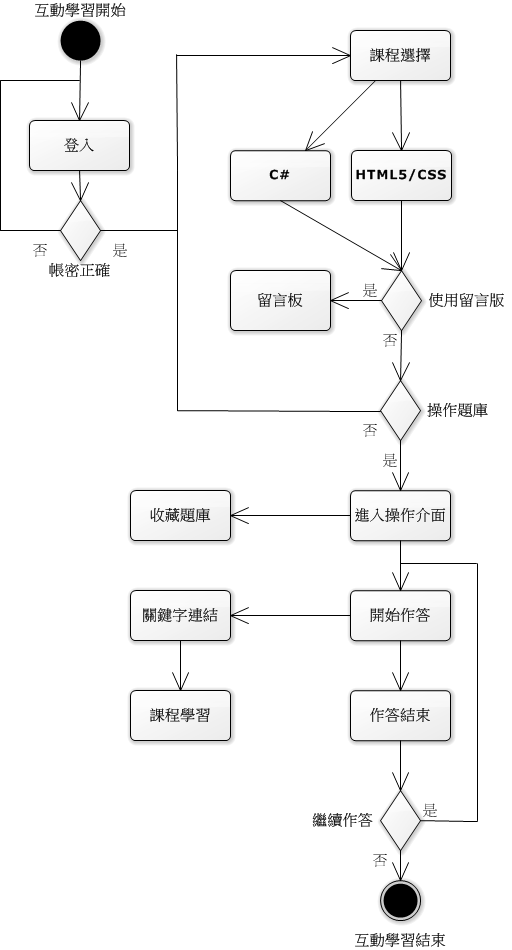 互動學習開始
課程選擇
登入
C#
HTML5/CSS
否
是
帳密正確
留言板
是
使用留言版
否
操作題庫
否
是
收藏題庫
進入操作介面
關鍵字連結
開始作答
課程學習
作答結束
繼續作答
是
否
互動學習結束